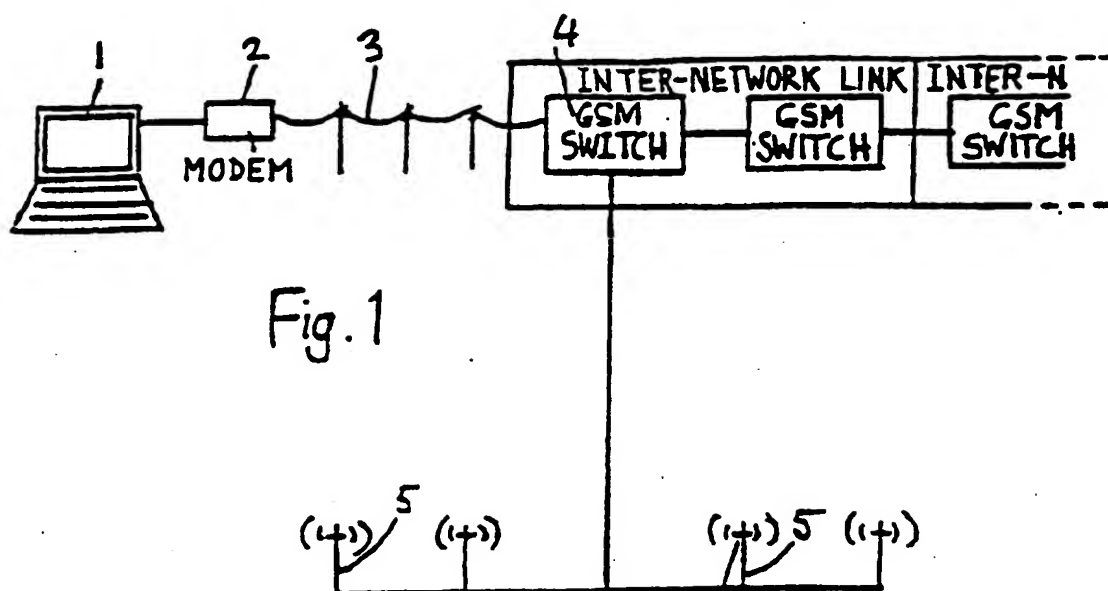 1
2
3
4
INTER-NETWORK LINK
INTER-N
MODEM
GSM
SWITCH
GSM
SWITCH
GSM
SWITCH
Fig. 1
5
5